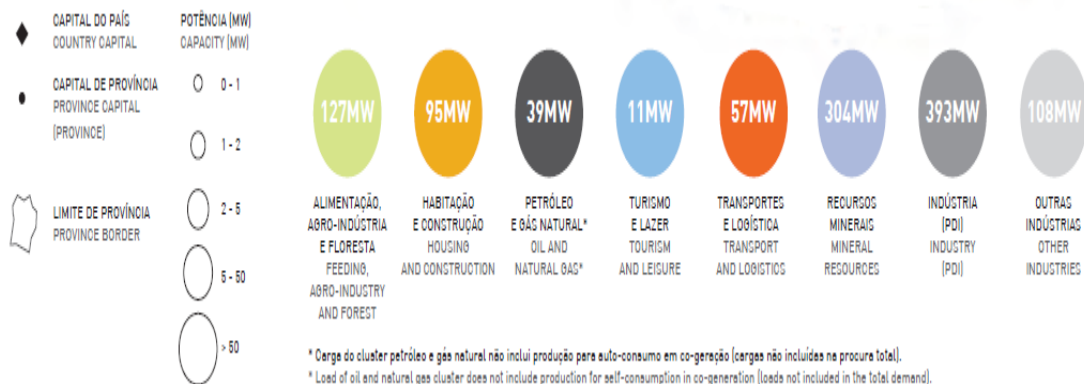 CAPITAL DO PAÍS
COUNTRY CAPITAL
CAPITAL DE PROVÍNCIA
PROVINCE CAPITAL
(PROVINCE)
LIMITE DE PROVÍNCIA
PROVINCE BORDER
POTÊNCIA (MW)
CAPACITY (MW)
0 - 1
1 - 2
2 - 5
5 - 50
> 50
127MW
ALIMENTAÇÃO,
AGRO-INDÚSTRIA
E FLORESTA
FEEDING,
AGRO-INDUSTRY
AND FOREST
95MW
HABITAÇÃO
E CONSTRUÇÃO
HOUSING
AND CONSTRUCTION
39MW
PETRÓLEO
E GÁS NATURAL*
OIL AND
NATURAL GAS*
11MW
TURISMO
E LAZER
TOURISM
AND LEISURE
57MW
TRANSPORTES
E LOGÍSTICA
TRANSPORT
AND LOGISTICS
304MW
RECURSOS
MINERAIS
MINERAL
RESOURCES
393MW
INDÚSTRIA
(PDI)
INDUSTRY
(PDI)
108MW
OUTRAS
INDÚSTRIAS
OTHER
INDUSTRIES
* Carga do cluster petróleo e gás natural não inclui produção para auto-consumo em co-geração (cargas não incluídas na procura total).
* Load of oil and natural gas cluster does not include production for self-consumption in co-generation (loads not included in the total demand).